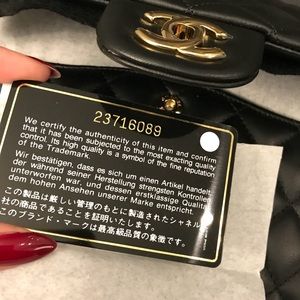 23716089
We certify the authenticity of this item and confirm
that it has been subjected to the most exacting quality
control. Its high quality is a symbol of the fine reputation
of the Trademark.
Wir bestätigen, dass es sich um einen Artikel handelt,
der während seiner Herstellung strengsten Kontrollen
unterworfen war, und dessen erstklassige Qualität
dem hohen Ansehen unserer Marke entspricht.
この製品は厳しい管理のもとに製造されたシャネル
社の商品であることを証明いたします。
このブランド・マークは最高級品質の象徴です。